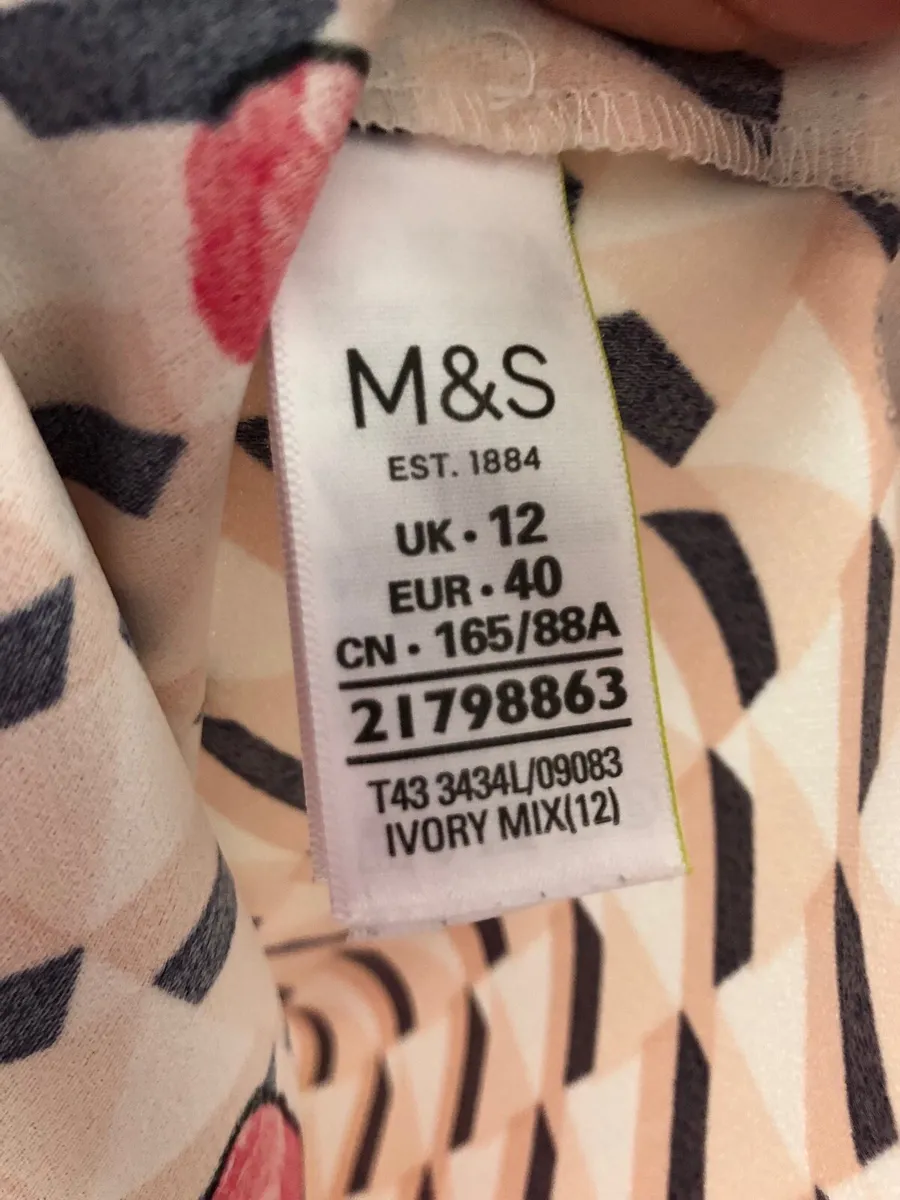 M&S
EST. 1884
UK • 12
EUR • 40
CN • 165/88A
21798863
T43 3434L/09083
IVORY MIX(12)